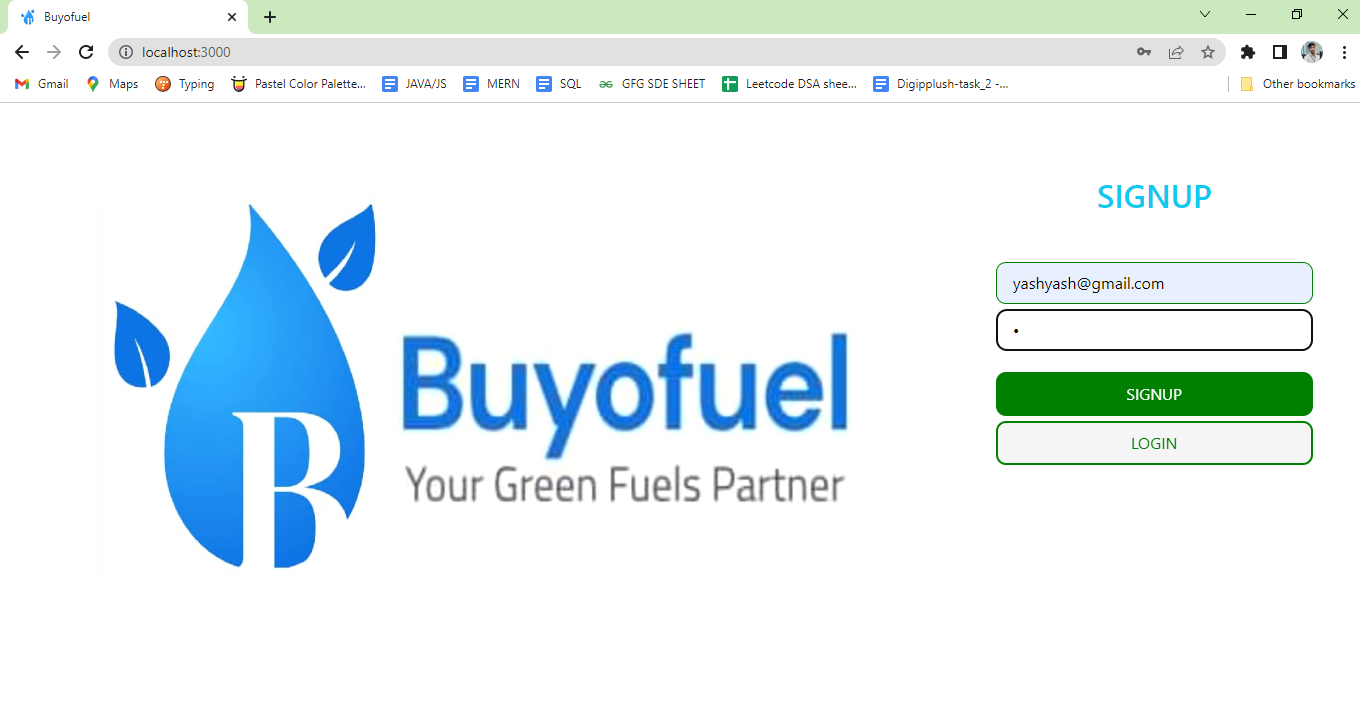 Buyofuel
localhost:3000
Gmail Maps Typing Pastel Color Palette... JAVA/JS MERN SQL GFG SDE SHEET Leetcode DSA shee... Digipplush-task_2 -... Other bookmarks
SIGNUP
yashyash@gmail.com
•
SIGNUP
LOGIN
B
Buyofuel
Your Green Fuels Partner